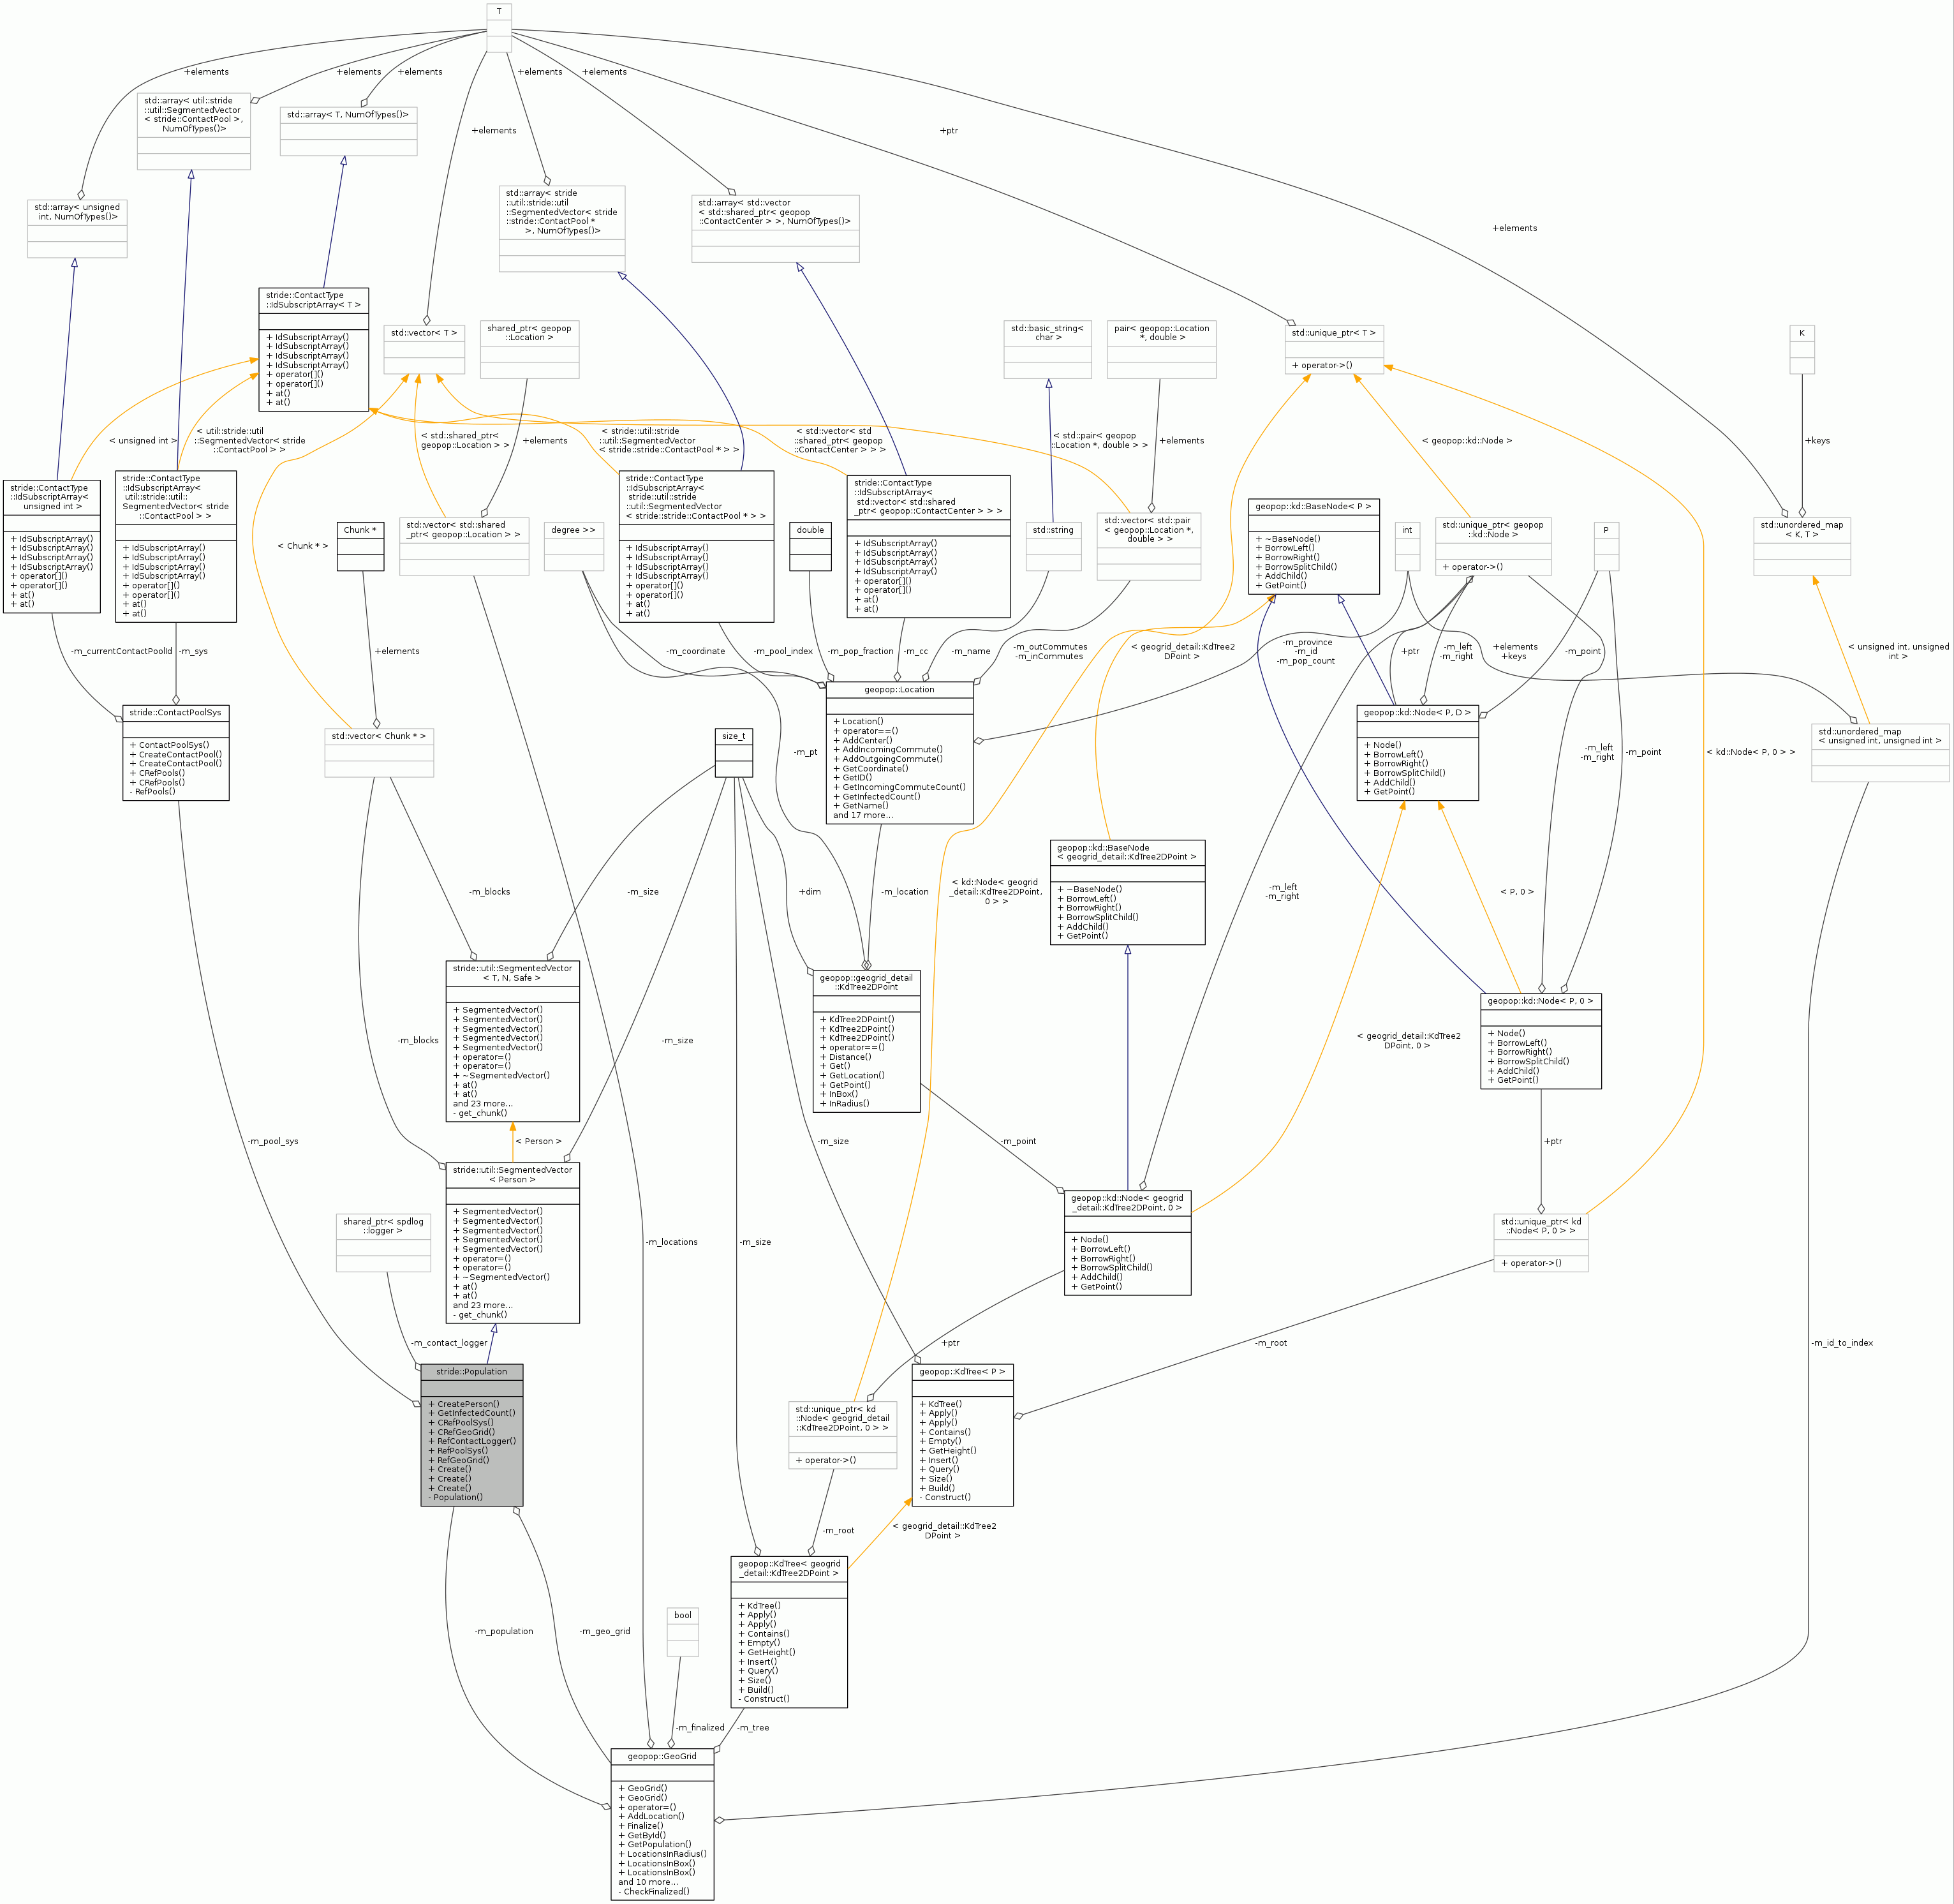 T
+elements
+elements
+elements
+elements
+elements
+elements
+ptr
+elements
std::array< util::stride
::util::SegmentedVector
< stride::ContactPool >,
NumOfTypes()>
std::array< T, NumOfTypes()>
std::array< unsigned
int, NumOfTypes()>
std::array< stride
::util::stride::util
::SegmentedVector< stride
::stride::ContactPool *
>, NumOfTypes()>
std::array< std::vector
< std::shared_ptr< geopop
::ContactCenter > >, NumOfTypes()>
stride::ContactType
::IdSubscriptArray< T >
+ IdSubscriptArray()
+ IdSubscriptArray()
+ IdSubscriptArray()
+ IdSubscriptArray()
+ operator[]()
+ operator[]()
+ at()
+ at()
std::vector< T >
shared_ptr< geopop
::Location >
std::basic_string<
char >
pair< geopop::Location
*, double >
std::unique_ptr< T >
+ operator->()
K
< unsigned int >
< util::stride::util
::SegmentedVector< stride
::ContactPool > >
< std::shared_ptr<
geopop::Location > >
+elements
< stride::util::stride
::util::SegmentedVector
< stride::stride::ContactPool * > >
< std::vector< std
::shared_ptr< geopop
::ContactCenter > > >
< std::pair< geopop
::Location *, double > >
+elements
< geopop::kd::Node >
+keys
stride::ContactType
::IdSubscriptArray<
unsigned int >
+ IdSubscriptArray()
+ IdSubscriptArray()
+ IdSubscriptArray()
+ IdSubscriptArray()
+ operator[]()
+ operator[]()
+ at()
+ at()
stride::ContactType
::IdSubscriptArray<
util::stride::util::
SegmentedVector< stride
::ContactPool > >
+ IdSubscriptArray()
+ IdSubscriptArray()
+ IdSubscriptArray()
+ IdSubscriptArray()
+ operator[]()
+ operator[]()
+ at()
+ at()
< Chunk * >
Chunk *
std::vector< std::shared
_ptr< geopop::Location > >
degree >>
stride::ContactType
::IdSubscriptArray<
stride::util::stride
::util::SegmentedVector
< stride::stride::ContactPool * > >
+ IdSubscriptArray()
+ IdSubscriptArray()
+ IdSubscriptArray()
+ IdSubscriptArray()
+ operator[]()
+ operator[]()
+ at()
+ at()
double
stride::ContactType
::IdSubscriptArray<
std::vector< std::shared
_ptr< geopop::ContactCenter > > >
+ IdSubscriptArray()
+ IdSubscriptArray()
+ IdSubscriptArray()
+ IdSubscriptArray()
+ operator[]()
+ operator[]()
+ at()
+ at()
std::string
std::vector< std::pair
< geopop::Location *,
double > >
geopop::kd::BaseNode< P >
+ ~BaseNode()
+ BorrowLeft()
+ BorrowRight()
+ BorrowSplitChild()
+ AddChild()
+ GetPoint()
int
std::unique_ptr< geopop
::kd::Node >
+ operator->()
P
std::unordered_map
< K, T >
-m_currentContactPoolId
-m_sys
+elements
-m_coordinate
-m_pool_index
-m_pop_fraction
-m_cc
-m_name
-m_outCommutes
-m_inCommutes
< geogrid_detail::KdTree2
DPoint >
-m_province
-m_id
-m_pop_count
+ptr
-m_left
-m_right
+elements
+keys
-m_point
< unsigned int, unsigned
int >
stride::ContactPoolSys
+ ContactPoolSys()
+ CreateContactPool()
+ CreateContactPool()
+ CRefPools()
+ CRefPools()
- RefPools()
std::vector< Chunk * >
size_t
-m_pt
geopop::Location
+ Location()
+ operator==()
+ AddCenter()
+ AddIncomingCommute()
+ AddOutgoingCommute()
+ GetCoordinate()
+ GetID()
+ GetIncomingCommuteCount()
+ GetInfectedCount()
+ GetName()
and 17 more...
geopop::kd::Node< P, D >
+ Node()
+ BorrowLeft()
+ BorrowRight()
+ BorrowSplitChild()
+ AddChild()
+ GetPoint()
-m_left
-m_right
-m_point
< kd::Node< P, 0 > >
std::unordered_map
< unsigned int, unsigned int >
geopop::kd::BaseNode
< geogrid_detail::KdTree2DPoint >
+ ~BaseNode()
+ BorrowLeft()
+ BorrowRight()
+ BorrowSplitChild()
+ AddChild()
+ GetPoint()
-m_blocks
-m_size
+dim
-m_location
< kd::Node< geogrid
_detail::KdTree2DPoint,
0 > >
-m_left
-m_right
< P, 0 >
stride::util::SegmentedVector
< T, N, Safe >
+ SegmentedVector()
+ SegmentedVector()
+ SegmentedVector()
+ SegmentedVector()
+ SegmentedVector()
+ operator=()
+ operator=()
+ ~SegmentedVector()
+ at()
+ at()
and 23 more...
- get_chunk()
geopop::geogrid_detail
::KdTree2DPoint
+ KdTree2DPoint()
+ KdTree2DPoint()
+ KdTree2DPoint()
+ operator==()
+ Distance()
+ Get()
+ GetLocation()
+ GetPoint()
+ InBox()
+ InRadius()
geopop::kd::Node< P, 0 >
+ Node()
+ BorrowLeft()
+ BorrowRight()
+ BorrowSplitChild()
+ AddChild()
+ GetPoint()
-m_blocks
-m_size
< geogrid_detail::KdTree2
DPoint, 0 >
-m_pool_sys
< Person >
-m_size
-m_point
+ptr
stride::util::SegmentedVector
< Person >
+ SegmentedVector()
+ SegmentedVector()
+ SegmentedVector()
+ SegmentedVector()
+ SegmentedVector()
+ operator=()
+ operator=()
+ ~SegmentedVector()
+ at()
+ at()
and 23 more...
- get_chunk()
geopop::kd::Node< geogrid
_detail::KdTree2DPoint, 0 >
+ Node()
+ BorrowLeft()
+ BorrowRight()
+ BorrowSplitChild()
+ AddChild()
+ GetPoint()
shared_ptr< spdlog
::logger >
std::unique_ptr< kd
::Node< P, 0 > >
+ operator->()
-m_locations
-m_size
-m_contact_logger
+ptr
-m_root
-m_id_to_index
stride::Population
+ CreatePerson()
+ GetInfectedCount()
+ CRefPoolSys()
+ CRefGeoGrid()
+ RefContactLogger()
+ RefPoolSys()
+ RefGeoGrid()
+ Create()
+ Create()
+ Create()
- Population()
std::unique_ptr< kd
::Node< geogrid_detail
::KdTree2DPoint, 0 > >
+ operator->()
geopop::KdTree< P >
+ KdTree()
+ Apply()
+ Apply()
+ Contains()
+ Empty()
+ GetHeight()
+ Insert()
+ Query()
+ Size()
+ Build()
- Construct()
-m_root
< geogrid_detail::KdTree2
DPoint >
geopop::KdTree< geogrid
_detail::KdTree2DPoint >
+ KdTree()
+ Apply()
+ Apply()
+ Contains()
+ Empty()
+ GetHeight()
+ Insert()
+ Query()
+ Size()
+ Build()
- Construct()
bool
-m_population
-m_geo_grid
-m_finalized
-m_tree
geopop::GeoGrid
+ GeoGrid()
+ GeoGrid()
+ operator=()
+ AddLocation()
+ Finalize()
+ GetById()
+ GetPopulation()
+ LocationsInRadius()
+ LocationsInBox()
+ LocationsInBox()
and 10 more...
- CheckFinalized()